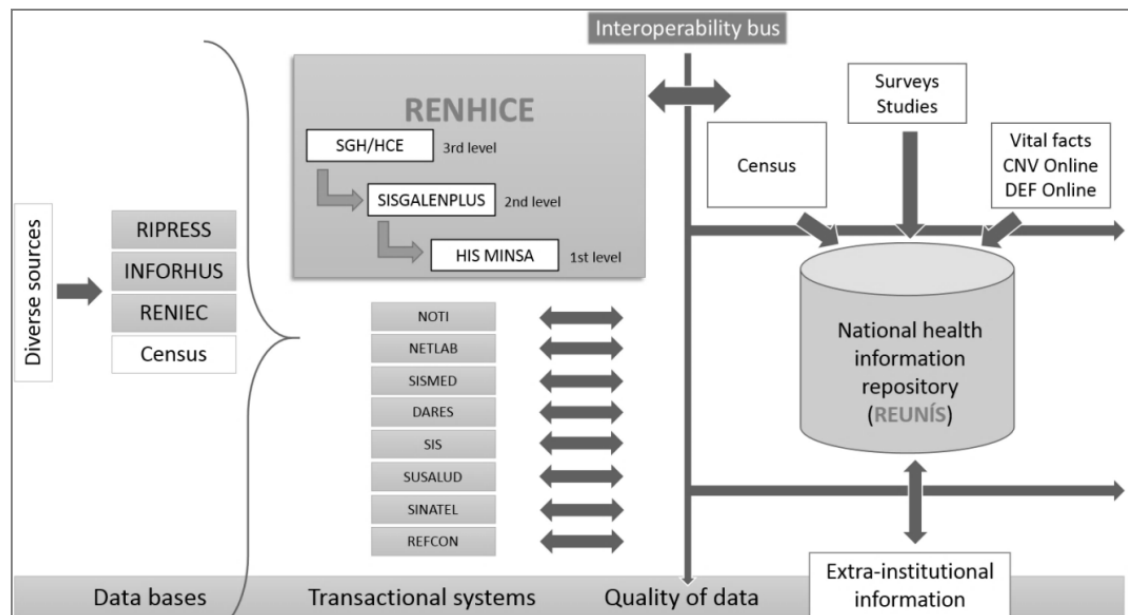 Interoperability bus
RENHICE
SGH/HCE 3rd level
SISGALENPLUS 2nd level
HIS MINSA 1st level
Diverse sources
RIPRESS
INFORHUS
RENIEC
Census
NOTI
NETLAB
SISMED
DARES
SIS
SUSALUD
SINATEL
REFCON
Census
Surveys
Studies
Vital facts
CNV Online
DEF Online
National health
information
repository
(REUNÍS)
Extra-institutional
information
Data bases
Transactional systems
Quality of data